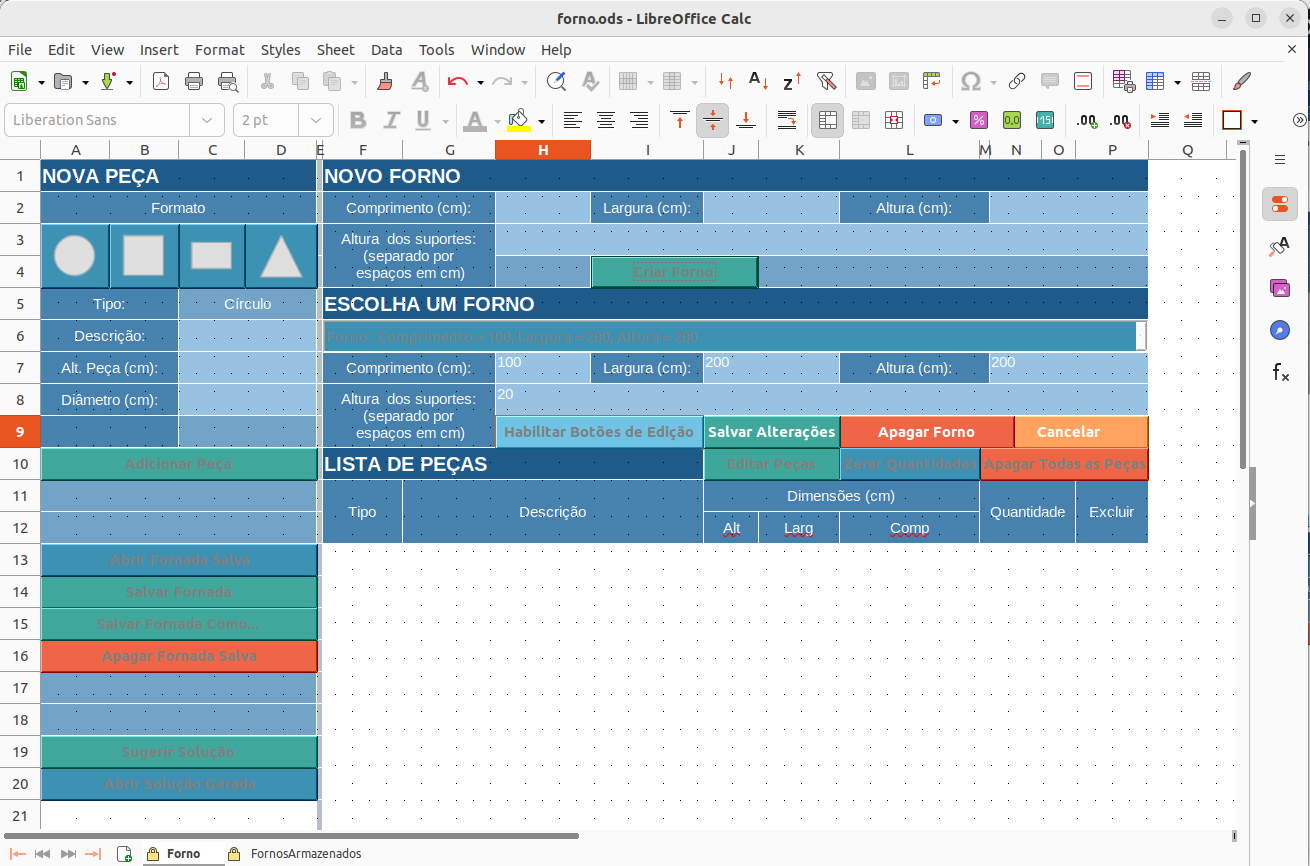 forno.ods - LibreOffice Calc
File Edit View Insert Format Styles Sheet Data Tools Window Help
Liberation Sans 2 pt
A B C D E F G H I J K L M N O P Q
1 NOVA PEÇA NOVO FORNO
2 Formato Comprimento (cm): Largura (cm): Altura (cm):
3 Altura dos suportes:
(separado por
4 espaços em cm) Criar Forno
5 Tipo: Círculo ESCOLHA UM FORNO
6 Descrição: Forno : Comprimento = 100, Largura = 200, Altura = 200
7 Alt. Peça (cm): Comprimento (cm): 100 Largura (cm): 200 Altura (cm): 200
8 Diâmetro (cm): Altura dos suportes: 20
(separado por
9 espaços em cm) Habilitar Botões de Edição Salvar Alterações Apagar Forno Cancelar
10 Adicionar Peça LISTA DE PEÇAS Editar Peças Zerar Quantidades Apagar Todas as Peças
11 Dimensões (cm)
Tipo Descrição Quantidade Excluir
12 Alt Larg Comp
13 Abrir Fornada Salva
14 Salvar Fornada
15 Salvar Fornada Como...
16 Apagar Fornada Salva
17
18
19 Sugerir Solução
20 Abrir Solução Gerada
21
Forno FornosArmazenados